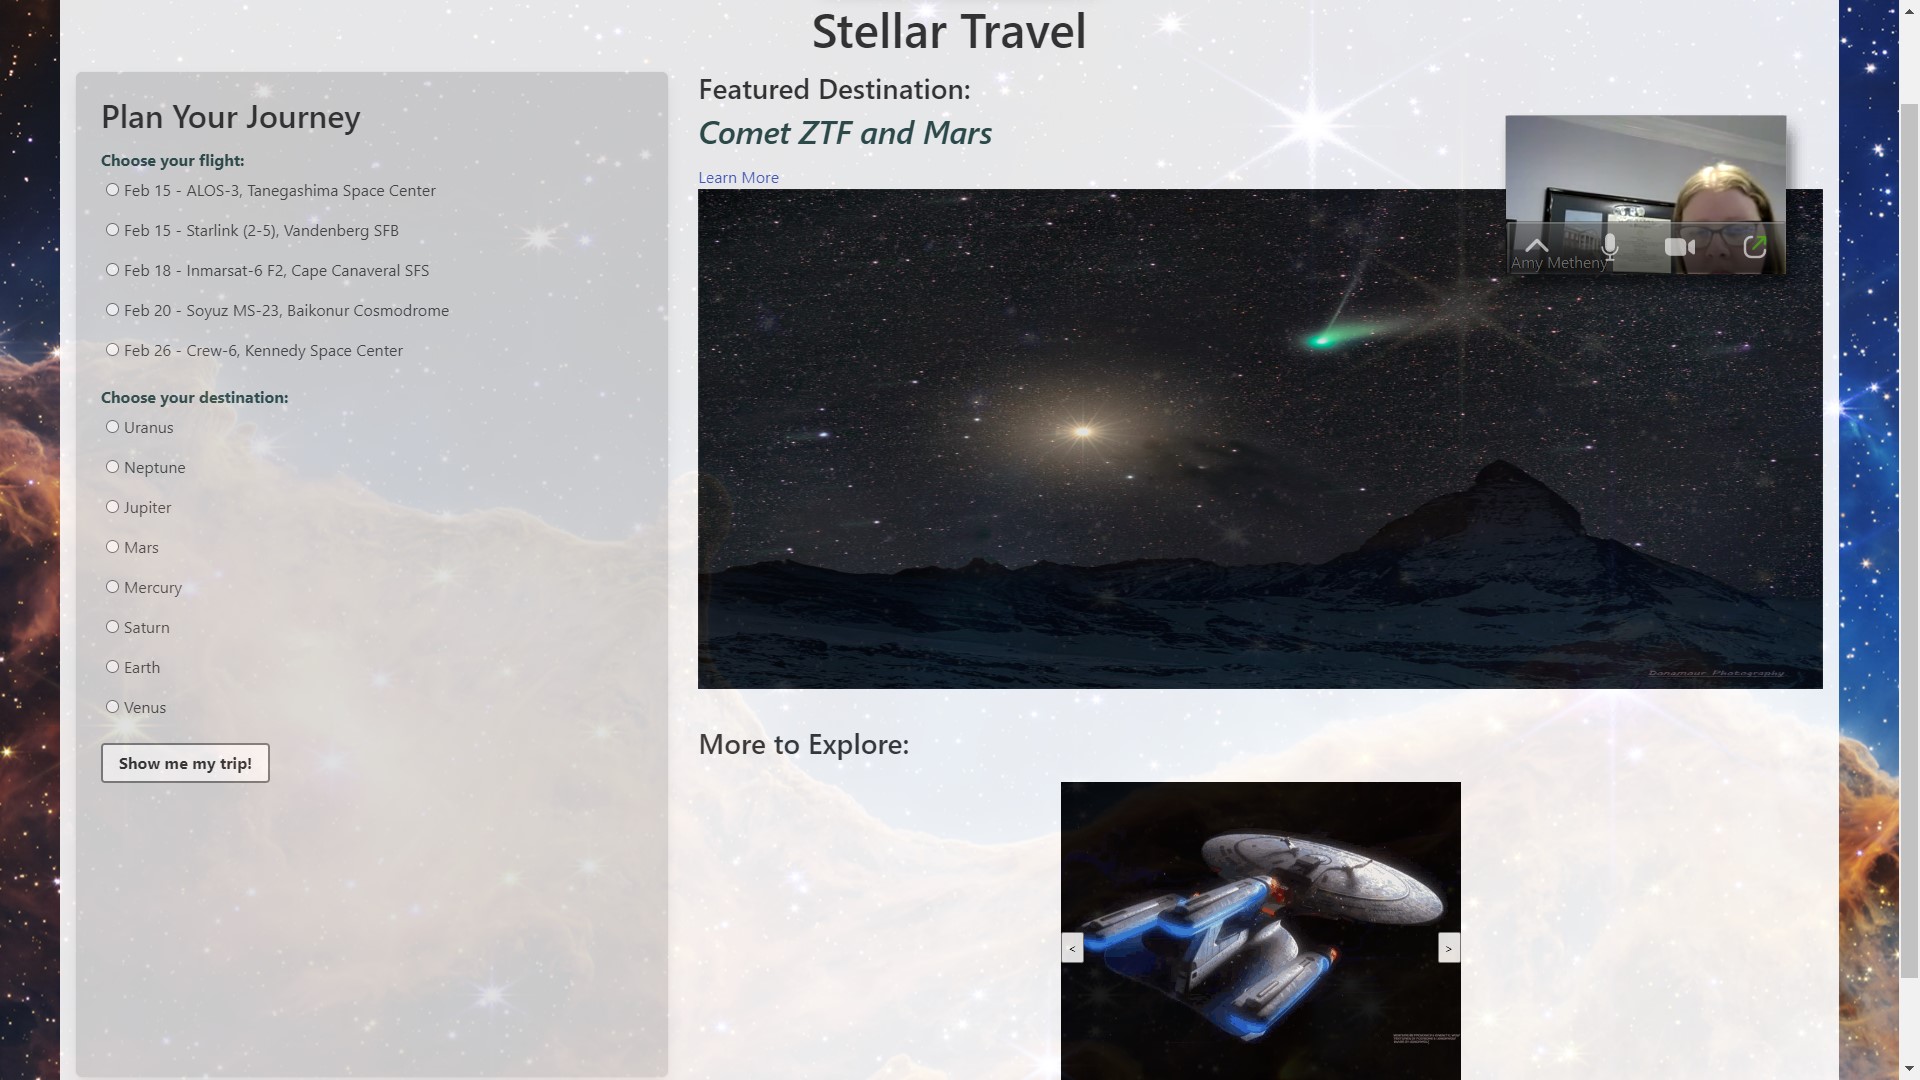 Stellar Travel
Plan Your Journey
Choose your flight:
Feb 15 - ALOS-3, Tanegashima Space Center
Feb 15 - Starlink (2-5), Vandenberg SFB
Feb 18 - Inmarsat-6 F2, Cape Canaveral SFS
Feb 20 - Soyuz MS-23, Baikonur Cosmodrome
Feb 26 - Crew-6, Kennedy Space Center
Choose your destination:
Uranus
Neptune
Jupiter
Mars
Mercury
Saturn
Earth
Venus
Show me my trip!
Featured Destination:
Comet ZTF and Mars
Learn More
Amy Metheny
Donamaur Photography
More to Explore:
<
>